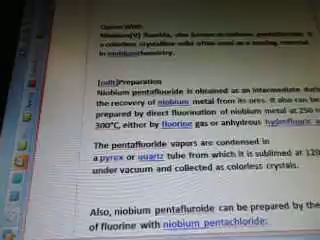 Niobium(V) fluoride, also known as niobium pentafluoride, is
a colorless crystalline solid often used as a
in niobiumchemistry.
[edit]Preparation
Niobium pentafluoride is obtained as an intermediate during
the recovery of niobium metal from its ores. It also can be
prepared by direct fluorination of niobium metal at 250
300°C, either by fluorine gas or anhydrous hydrofluoric
The pentafluoride vapors are condensed in
a pyrex or quartz tube from which it is sublimed at 120
under vacuum and collected as colorless crystals.
Also, niobium pentafluroide can be prepared by the
of fluorine with niobium pentachloride: